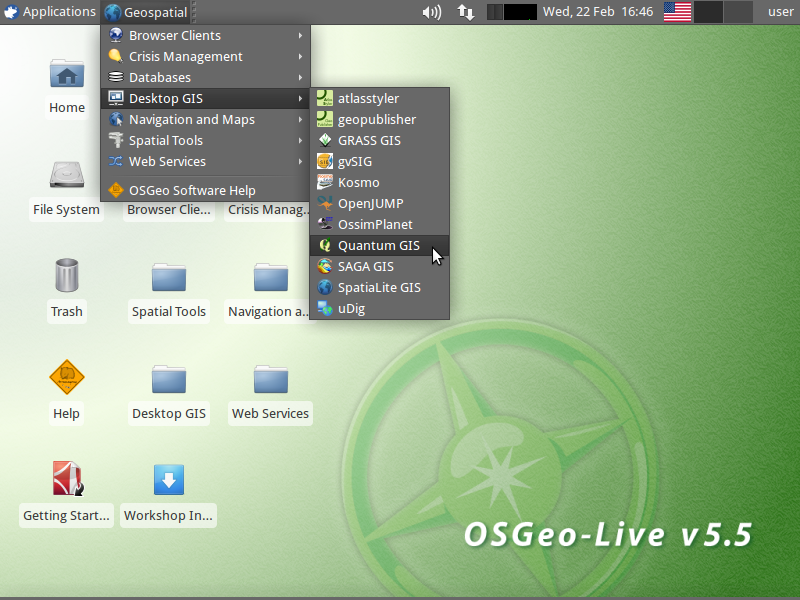 Applications
Geospatial
Wed, 22 Feb 16:46
user
Browser Clients
Crisis Management
Databases
Desktop GIS
Navigation and Maps
Spatial Tools
Web Services
OSGeo Software Help
atlasstyler
geopublisher
GRASS GIS
gvSIG
Kosmo
OpenJUMP
OssimPlanet
Quantum GIS
SAGA GIS
SpatiaLite GIS
uDig
Home
File System
Browser Clie...
Crisis Manag...
Trash
Spatial Tools
Navigation a...
Help
Desktop GIS
Web Services
Getting Start...
Workshop In...
OSGeo-Live v5.5